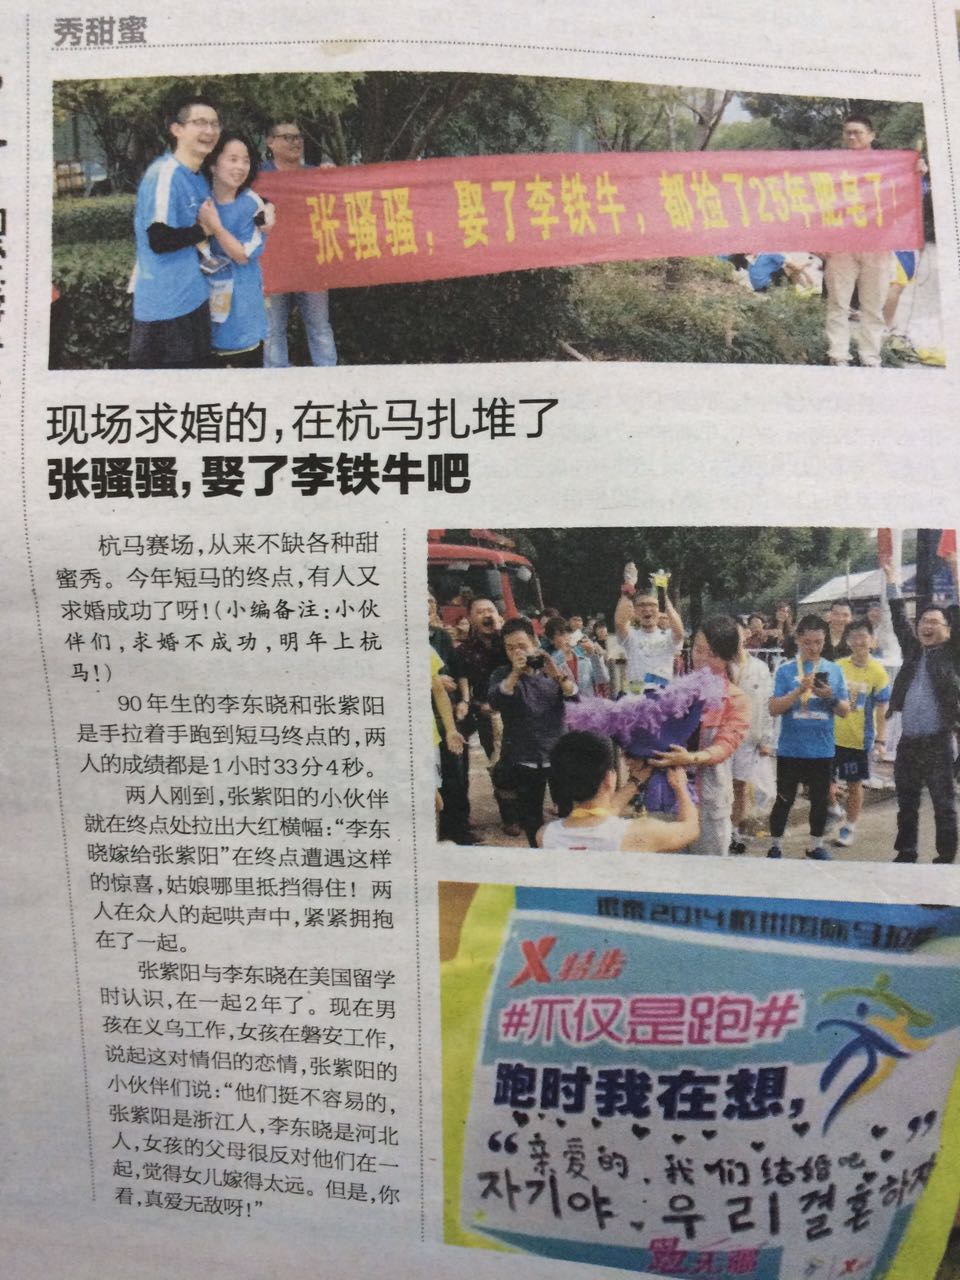 秀甜蜜
张骚骚，娶了李铁牛，都捡了25年肥皂了！
现场求婚的，在杭马扎堆了
张骚骚，娶了李铁牛吧
杭马赛场，从来不缺各种甜
蜜秀。今年短马的终点，有人又
求婚成功了呀！(小编备注：小伙
伴们，求婚不成功，明年上杭
马！)
90年生的李东晓和张紫阳
是手拉着手跑到短马终点的，两
人的成绩都是1小时33分4秒。
两人刚到，张紫阳的小伙伴
就在终点处拉出大红横幅：“李东
晓嫁给张紫阳”在终点遭遇这样
的惊喜，姑娘哪里抵挡得住！两
人在众人的起哄声中，紧紧拥抱
在了一起。
张紫阳与李东晓在美国留学
时认识，在一起2年了。现在男
孩在义乌工作，女孩在磐安工作，
说起这对情侣的恋情，张紫阳的
小伙伴们说：“他们挺不容易的，
张紫阳是浙江人，李东晓是河北
人，女孩的父母很反对他们在一
起，觉得女儿嫁得太远。但是，你
看，真爱无敌呀！”
10
2014杭州国际马拉松
X特步
#不仅是跑#
跑时我在想，
“亲爱的，我们结婚吧”
자기야，우리결혼하자